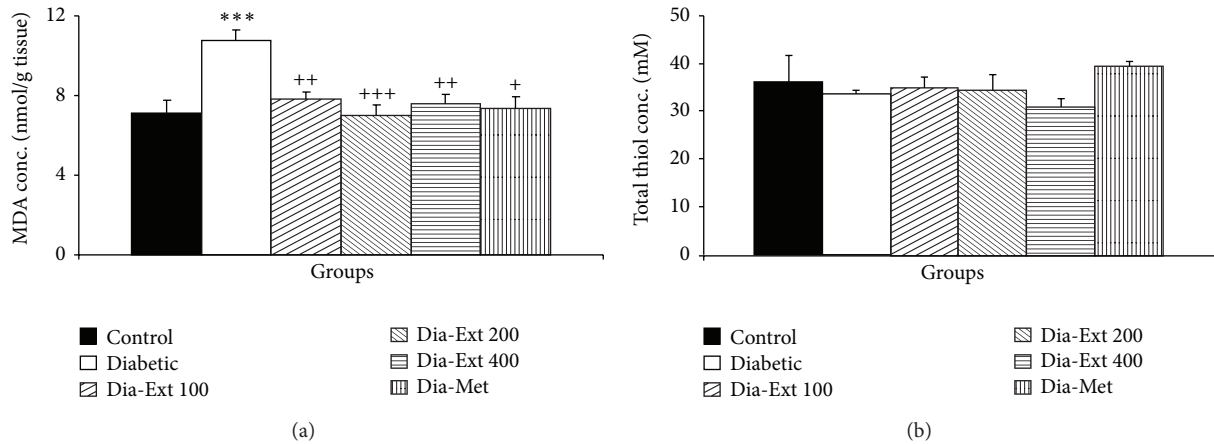 MDA conc. (nmol/g tissue)
12
8
4
0
***
++
+++
++
+
Groups
Control
Diabetic
Dia-Ext 100
Dia-Ext 200
Dia-Ext 400
Dia-Met
(a)
Total thiol conc. (mM)
50
40
30
20
10
0
Groups
Control
Diabetic
Dia-Ext 100
Dia-Ext 200
Dia-Ext 400
Dia-Met
(b)